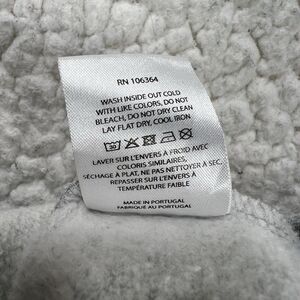 RN 106364
WASH INSIDE OUT COLD
WITH LIKE COLORS, DO NOT
BLEACH, DO NOT DRY CLEAN
LAY FLAT DRY, COOL IRON
30
LAVER SUR L'ENVERS À FROID AVEC
COLORIS SIMILAIRES,
SÉCHAGE À PLAT, NE PAS NETTOYER À SEC,
REPASSER SUR L'ENVERS À
TEMPÉRATURE FAIBLE
MADE IN PORTUGAL
FABRIQUÉ AU PORTUGAL